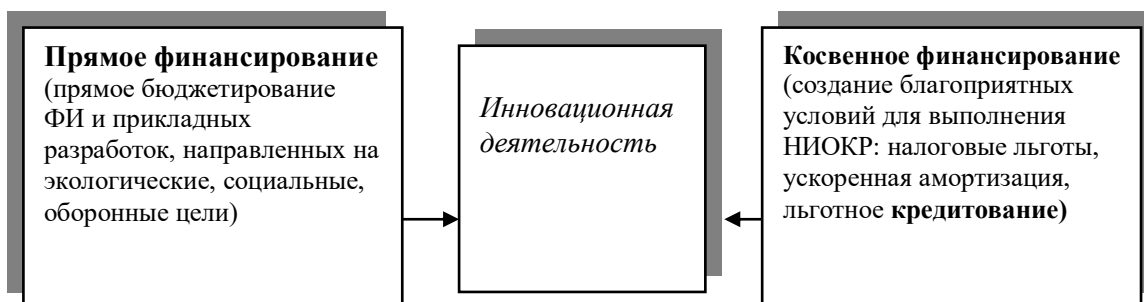 Прямое финансирование
(прямое бюджетирование
ФИ и прикладных
разработок, направленных на
экологические, социальные,
оборонные цели)
Инновационная
деятельность
Косвенное финансирование
(создание благоприятных
условий для выполнения
НИОКР: налоговые льготы,
ускоренная амортизация,
льготное кредитование)